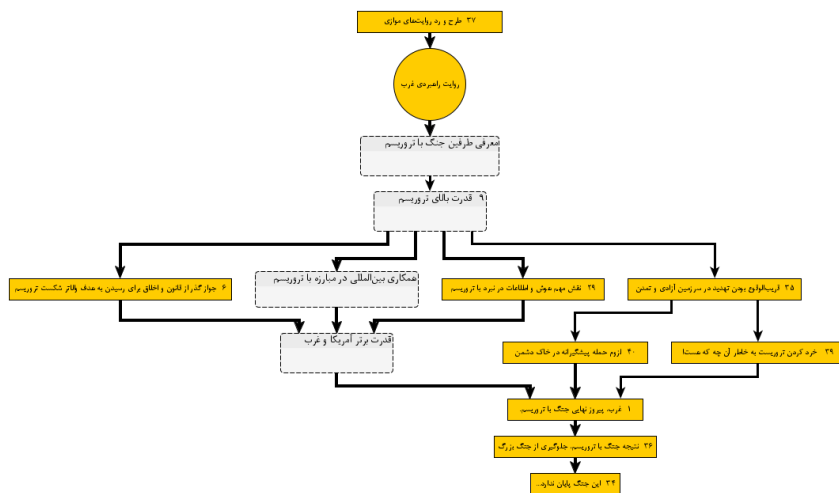 ۳۷ طرح و رد روایت‌های موازی
روایت راهبردی غرب
معرفی طرفین جنگ با تروریسم
۹ قدرت بالای تروریسم
۶ جواز گذر از قانون و اخلاق برای رسیدن به هدف والاتر شکست تروریسم
همکاری بین‌المللی در مبارزه با تروریسم
۲۹ نقش مهم هوش و اطلاعات در نبرد با تروریسم
۳۵ قریب‌الوقوع بودن تهدید در سرزمین آزادی و تمدن
قدرت برتر آمریکا و غرب
۴۰ لزوم حمله پیشگیرانه در خاک دشمن
۳۹ خرد کردن تروریست به خاطر آن چه که هست!
۱ غرب، پیروز نهایی جنگ با تروریسم
۳۶ نتیجه جنگ با تروریسم، جلوگیری از جنگ بزرگ
۳۴ این جنگ پایان ندارد...